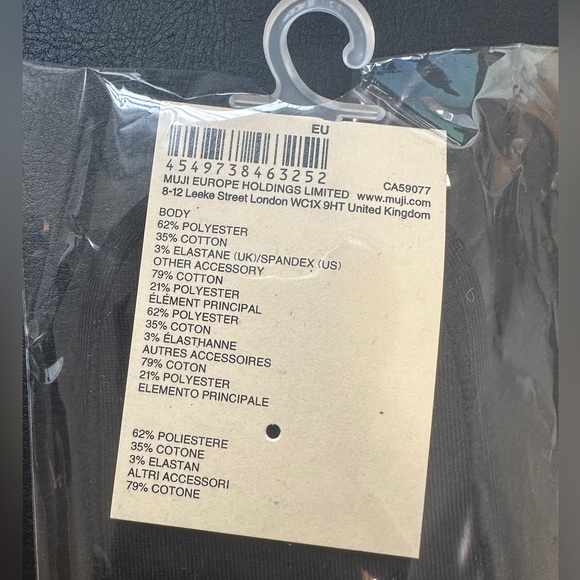 EU
4549738463252
CA59077
MUJI EUROPE HOLDINGS LIMITED www.muji.com
8-12 Leeke Street London WC1X 9HT United Kingdom
BODY
62% POLYESTER
35% COTTON
3% ELASTANE (UK)/SPANDEX (US)
OTHER ACCESSORY
79% COTTON
21% POLYESTER
ÉLÉMENT PRINCIPAL
62% POLYESTER
35% COTON
3% ÉLASTHANNE
AUTRES ACCESSOIRES
79% COTON
21% POLYESTER
ELEMENTO PRINCIPALE
62% POLIESTERE
35% COTONE
3% ELASTAN
ALTRI ACCESSORI
79% COTONE